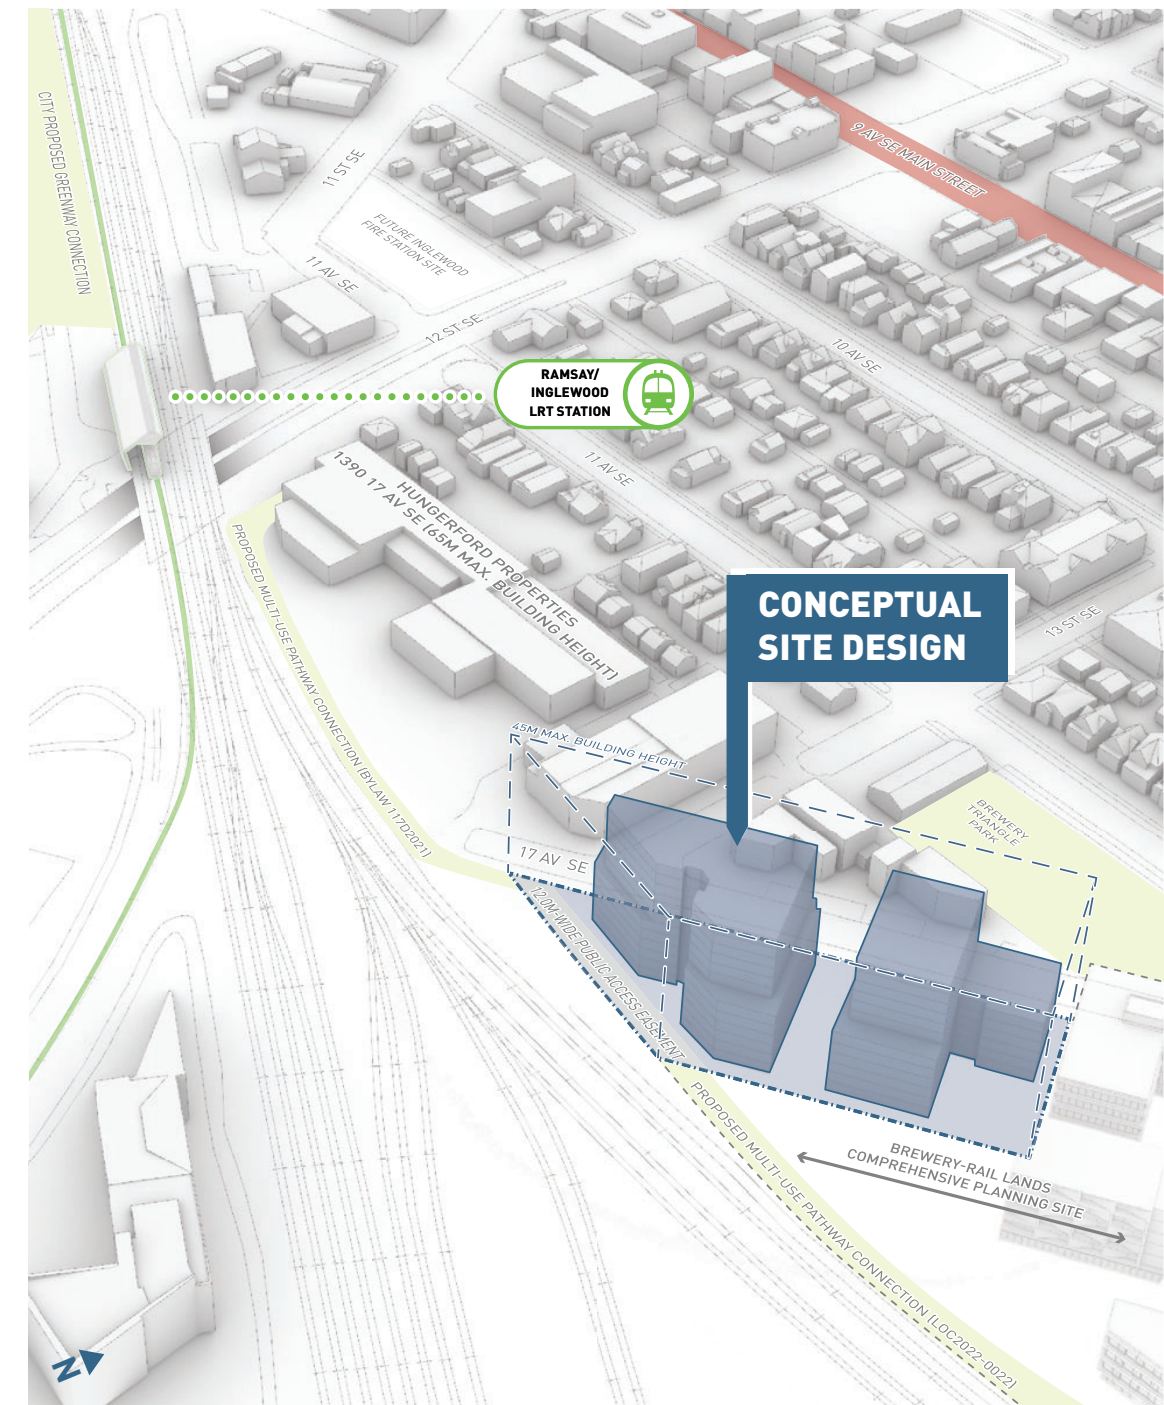 CITY PROPOSED GREENWAY CONNECTION
11 ST SE
9 AV SE MAIN STREET
FUTURE INGLEWOOD
FIRE STATION SITE
11 AV SE
12 ST SE
10 AV SE
RAMSAY/
INGLEWOOD
LRT STATION
11 AV SE
HUNGERFORD PROPERTIES
1390 17 AV SE (65M MAX. BUILDING HEIGHT)
PROPOSED MULTI-USE PATHWAY CONNECTION (BYLAW 117D2021)
CONCEPTUAL
SITE DESIGN
13 ST SE
45M MAX. BUILDING HEIGHT
BREWERY
TRIANGLE
PARK
17 AV SE
12.0M-WIDE PUBLIC ACCESS EASEMENT
PROPOSED MULTI-USE PATHWAY CONNECTION (LOC2022-0022)
BREWERY-RAIL LANDS
COMPREHENSIVE PLANNING SITE
N